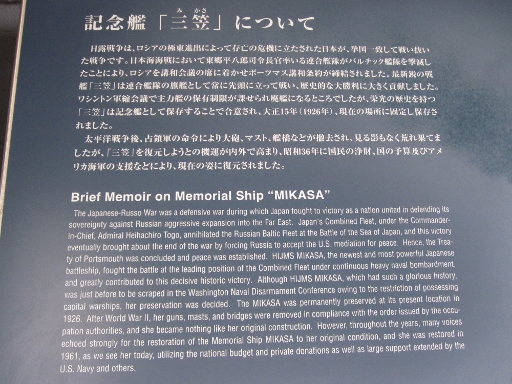 記念艦「三笠」について
みかさ
日露戦争は、ロシアの極東進出によって存亡の危機に立たされた日本が、挙国一致して戦い抜い
た戦争です。日本海海戦において東郷平八郎司令長官率いる連合艦隊がバルチック艦隊を撃滅し
たことにより、ロシアを講和会議の席に着かせポーツマス講和条約が締結されました。最新鋭の戦
艦「三笠」は連合艦隊の旗艦として常に先頭に立って戦い、歴史的な大勝利に大きく貢献しました。
ワシントン軍縮会議で主力艦の保有制限が課せられ廃艦になるところでしたが、栄光の歴史を持つ
「三笠」は記念艦として保存することで合意され、大正15年(1926年)、現在の場所に固定し保存さ
れました。
太平洋戦争後、占領軍の命令により大砲、マスト、艦橋などが撤去され、見る影もなく荒れ果てま
したが、「三笠」を復元しようとの機運が内外で高まり、昭和36年に国民の浄財、国の予算及びアメ
リカ海軍の支援などにより、現在の姿に復元されました。
Brief Memoir on Memorial Ship “MIKASA”
The Japanese-Russo War was a defensive war during which Japan fought to victory as a nation united in defending its
sovereignty against Russian aggressive expansion into the Far East. Japan's Combined Fleet, under the Commander-
in-Chief, Admiral Heihachiro Togo, annihilated the Russian Baltic Fleet at the Battle of the Sea of Japan, and this victory
eventually brought about the end of the war by forcing Russia to accept the U.S. mediation for peace. Hence, the Trea-
ty of Portsmouth was concluded and peace was established. HIJMS MIKASA, the newest and most powerful Japanese
battleship, fought the battle at the leading position of the Combined Fleet under continuous heavy naval bombardment,
and greatly contributed to this decisive historic victory. Although HIJMS MIKASA, which had such a glorious history,
was just before to be scraped in the Washington Naval Disarmament Conference owing to the restriction of possessing
capital warships, her preservation was decided. The MIKASA was permanently preserved at its present location in
1926. After World War II, her guns, masts, and bridges were removed in compliance with the order issued by the occu-
pation authorities, and she became nothing like her original construction. However, throughout the years, many voices
echoed strongly for the restoration of the Memorial Ship MIKASA to her original condition, and she was restored in
1961, as we see her today, utilizing the national budget and private donations as well as large support extended by the
U.S. Navy and others.